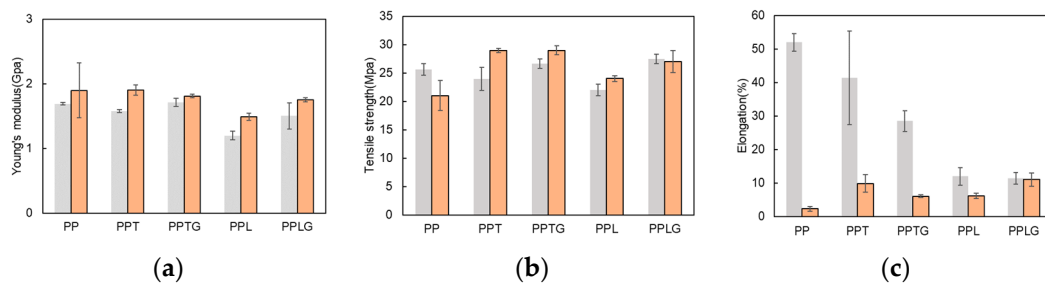 Young's modulus(Gpa)
3
2
1
0
PP PPT PPTG PPL PPLG
(a)
Tensile strength(Mpa)
35
30
25
20
15
10
5
0
PP PPT PPTG PPL PPLG
(b)
Elongation(%)
60
50
40
30
20
10
0
PP PPT PPTG PPL PPLG
(c)